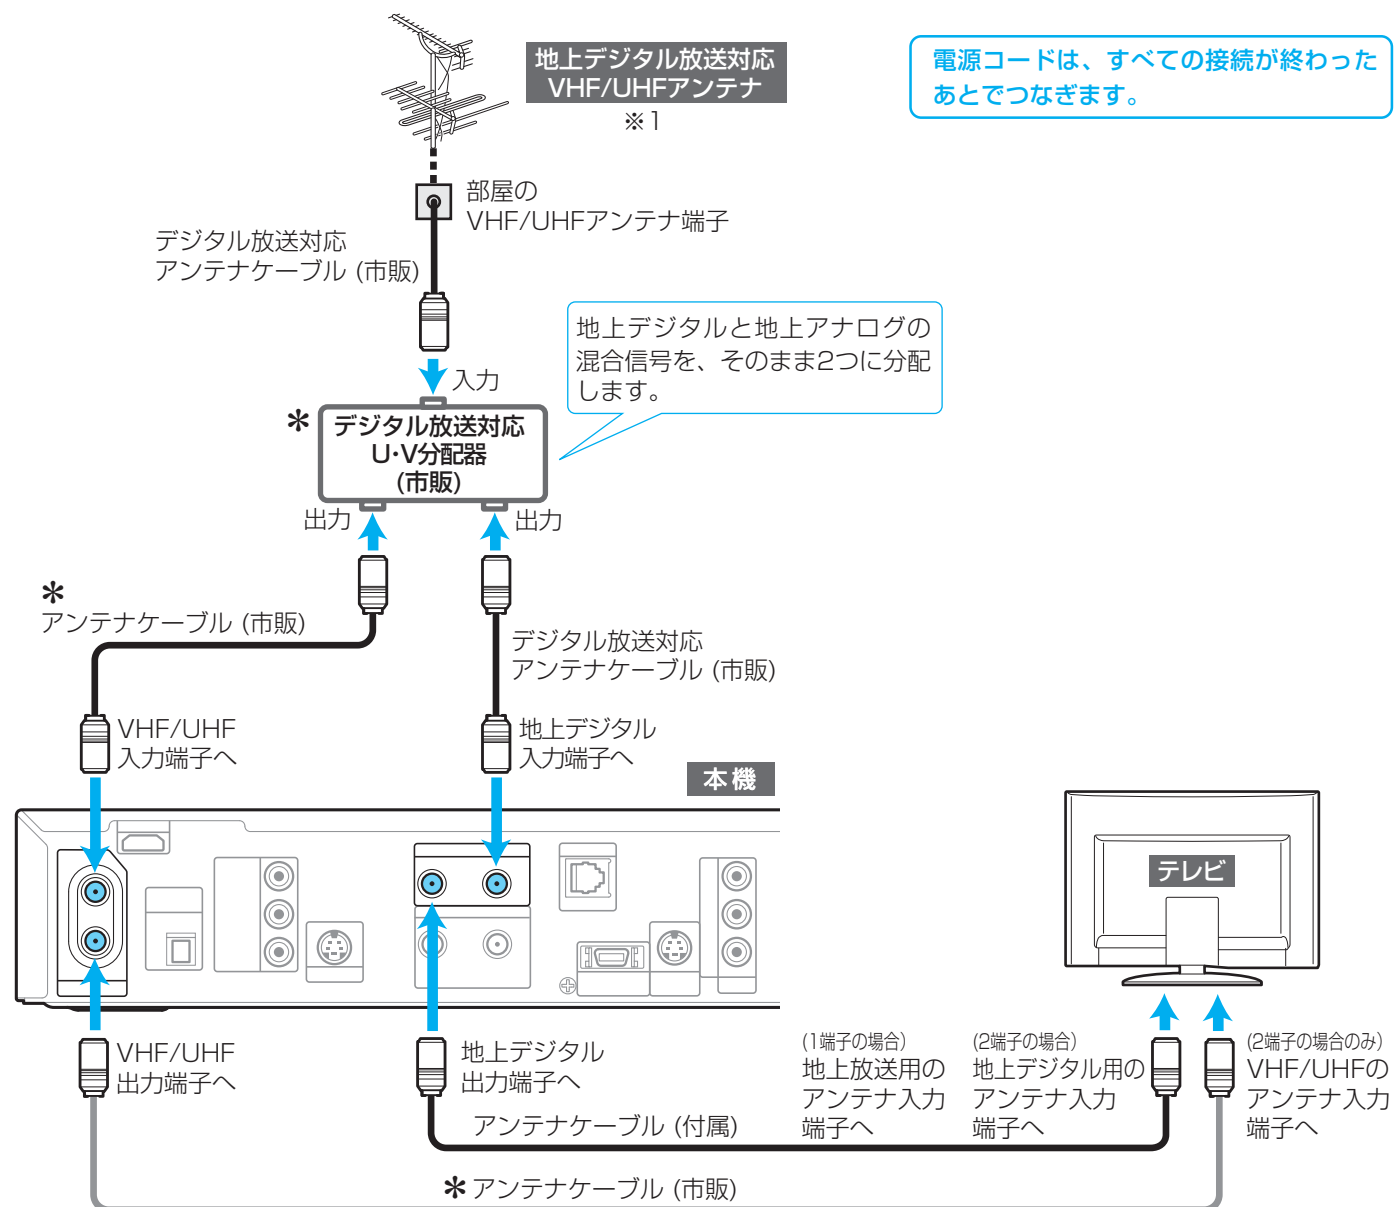 地上デジタル放送対応
VHF/UHFアンテナ
※1
電源コードは、すべての接続が終わった
あとでつなぎます。
部屋の
VHF/UHFアンテナ端子
デジタル放送対応
アンテナケーブル (市販)
地上デジタルと地上アナログの
混合信号を、そのまま2つに分配
します。
入力
＊
デジタル放送対応
U・V分配器
(市販)
出力
出力
＊
アンテナケーブル (市販)
デジタル放送対応
アンテナケーブル (市販)
VHF/UHF
入力端子へ
地上デジタル
入力端子へ
本機
テレビ
VHF/UHF
出力端子へ
地上デジタル
出力端子へ
(1端子の場合)
地上放送用の
アンテナ入力
端子へ
(2端子の場合)
地上デジタル用の
アンテナ入力
端子へ
(2端子の場合のみ)
VHF/UHFの
アンテナ入力
端子へ
アンテナケーブル (付属)
＊アンテナケーブル (市販)